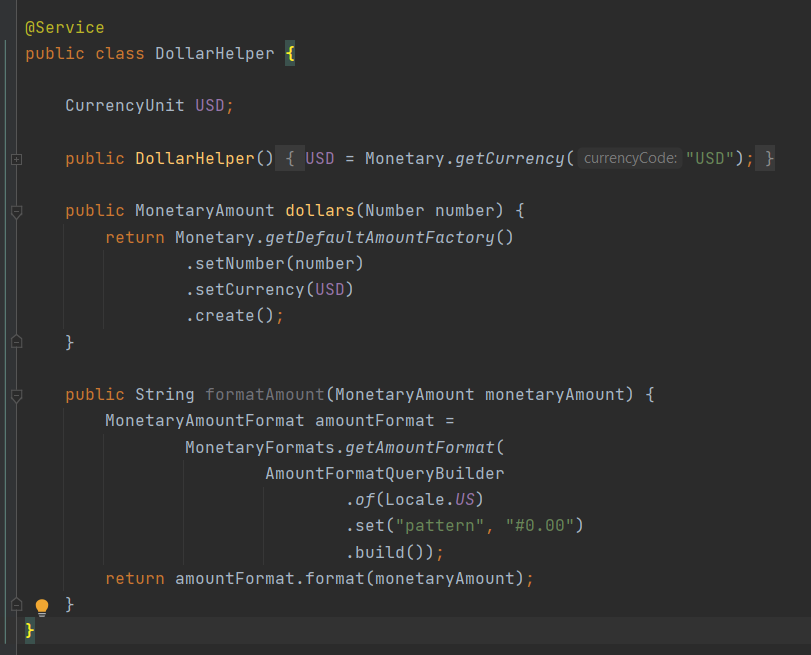 @Service
public class DollarHelper {
    CurrencyUnit USD;
    public DollarHelper() { USD = Monetary.getCurrency( currencyCode: "USD"); }
    public MonetaryAmount dollars(Number number) {
        return Monetary.getDefaultAmountFactory()
                .setNumber(number)
                .setCurrency(USD)
                .create();
    }
    public String formatAmount(MonetaryAmount monetaryAmount) {
        MonetaryAmountFormat amountFormat =
                MonetaryFormats.getAmountFormat(
                        AmountFormatQueryBuilder
                                .of(Locale.US)
                                .set("pattern", "#0.00")
                                .build());
        return amountFormat.format(monetaryAmount);
    }
}